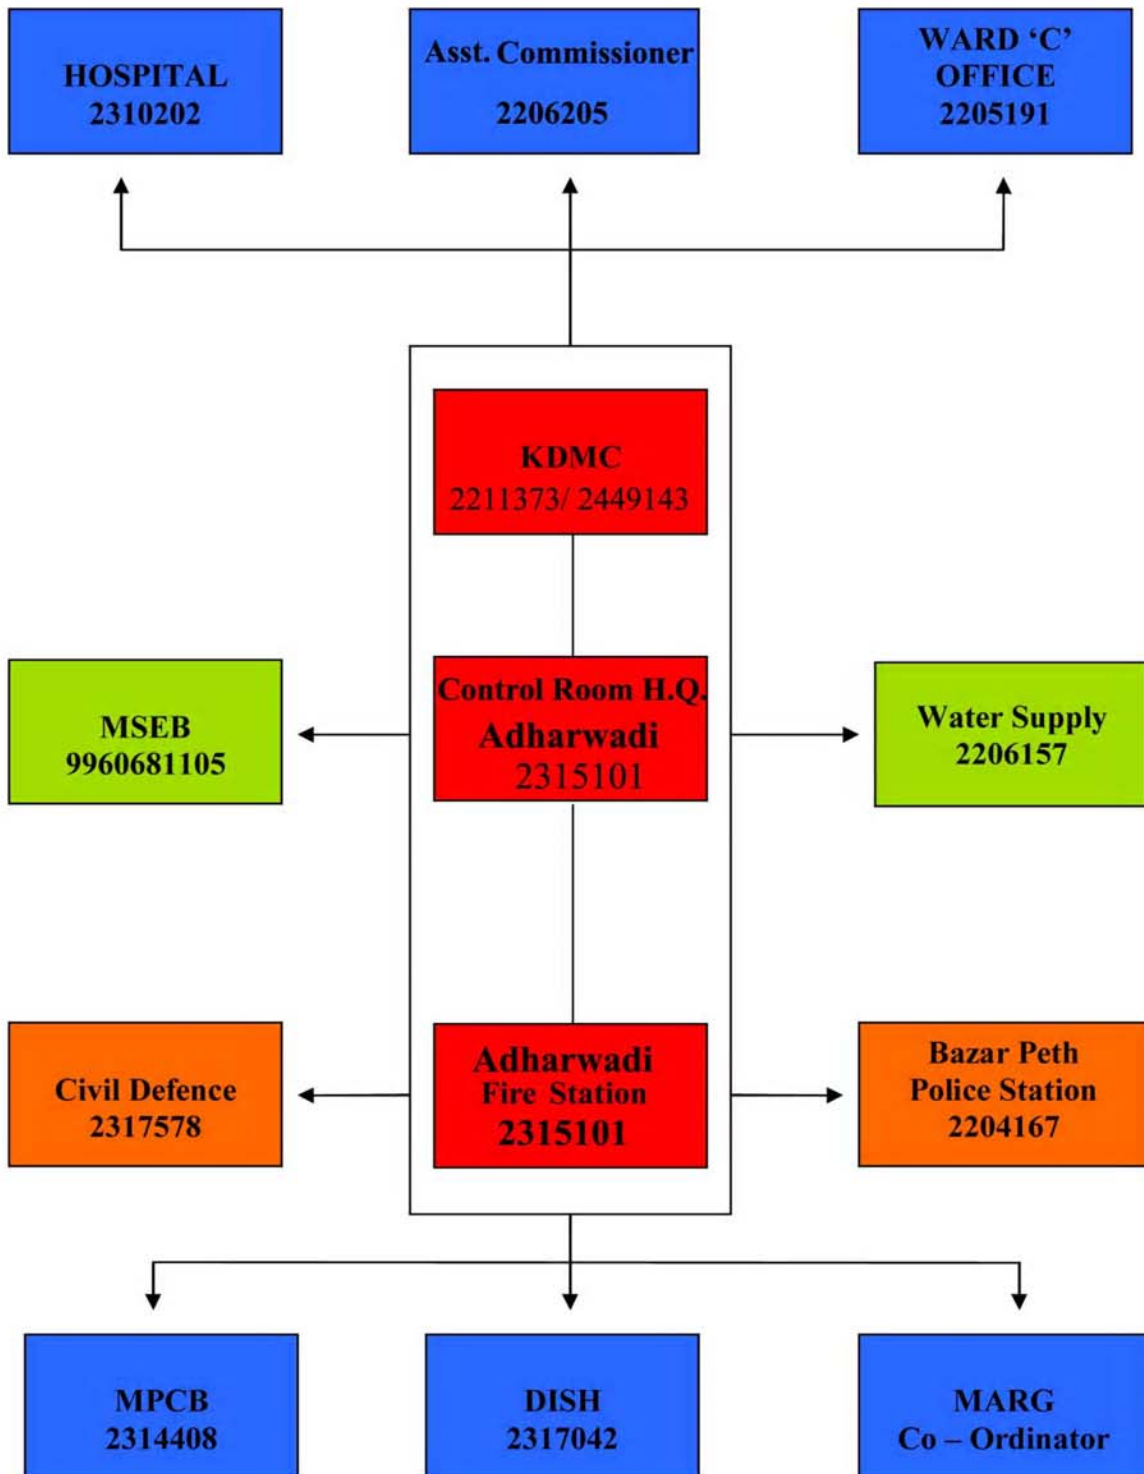 HOSPITAL
2310202
Asst. Commissioner
2206205
WARD ‘C’
OFFICE
2205191
KDMC
2211373/ 2449143
MSEB
9960681105
Control Room H.Q.
Adharwadi
2315101
Water Supply
2206157
Civil Defence
2317578
Adharwadi
Fire Station
2315101
Bazar Peth
Police Station
2204167
MPCB
2314408
DISH
2317042
MARG
Co – Ordinator